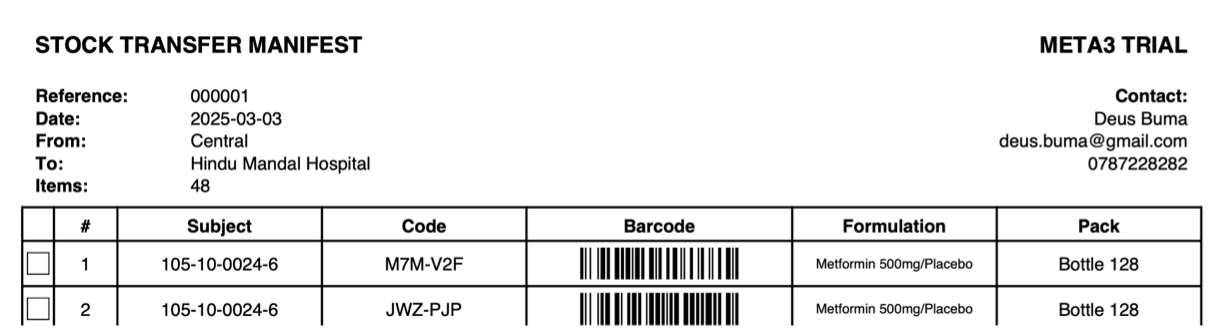 STOCK TRANSFER MANIFEST
META3 TRIAL
Reference: 000001
Date: 2025-03-03
From: Central
To: Hindu Mandal Hospital
Items: 48
Contact:
Deus Buma
deus.buma@gmail.com
0787228282
# Subject Code Barcode Formulation Pack
1 105-10-0024-6 M7M-V2F Metformin 500mg/Placebo Bottle 128
2 105-10-0024-6 JWZ-PJP Metformin 500mg/Placebo Bottle 128